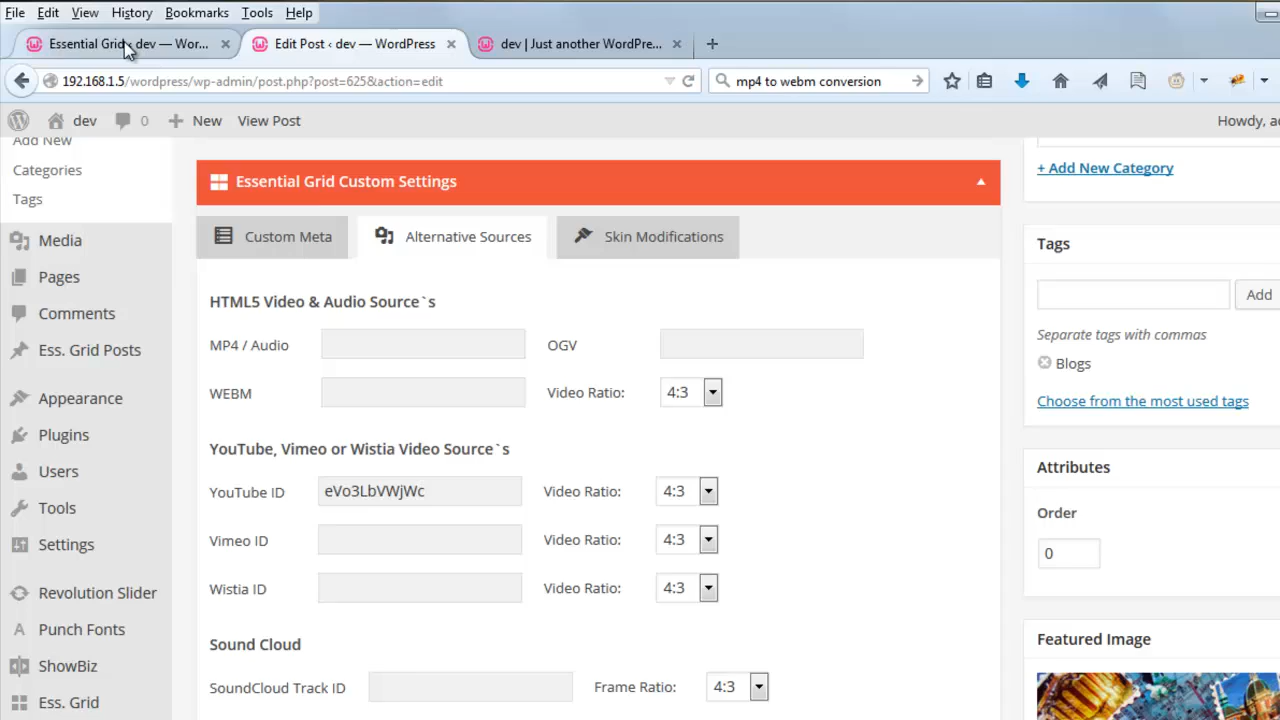 File Edit View History Bookmarks Tools Help
Essential Grid ‹ dev — Wor... Edit Post ‹ dev — WordPress dev | Just another WordPre...
192.168.1.5/wordpress/wp-admin/post.php?post=625&action=edit mp4 to webm conversion
dev 0 New View Post Howdy, ad
Add New
Categories
Tags
Media
Pages
Comments
Ess. Grid Posts
Appearance
Plugins
Users
Tools
Settings
Revolution Slider
Punch Fonts
ShowBiz
Ess. Grid
Essential Grid Custom Settings
Custom Meta Alternative Sources Skin Modifications
HTML5 Video & Audio Source`s
MP4 / Audio OGV
WEBM Video Ratio: 4:3
YouTube, Vimeo or Wistia Video Source`s
YouTube ID eVo3LbVWjWc Video Ratio: 4:3
Vimeo ID Video Ratio: 4:3
Wistia ID Video Ratio: 4:3
Sound Cloud
SoundCloud Track ID Frame Ratio: 4:3
+ Add New Category
Tags
Add
Separate tags with commas
Blogs
Choose from the most used tags
Attributes
Order
0
Featured Image